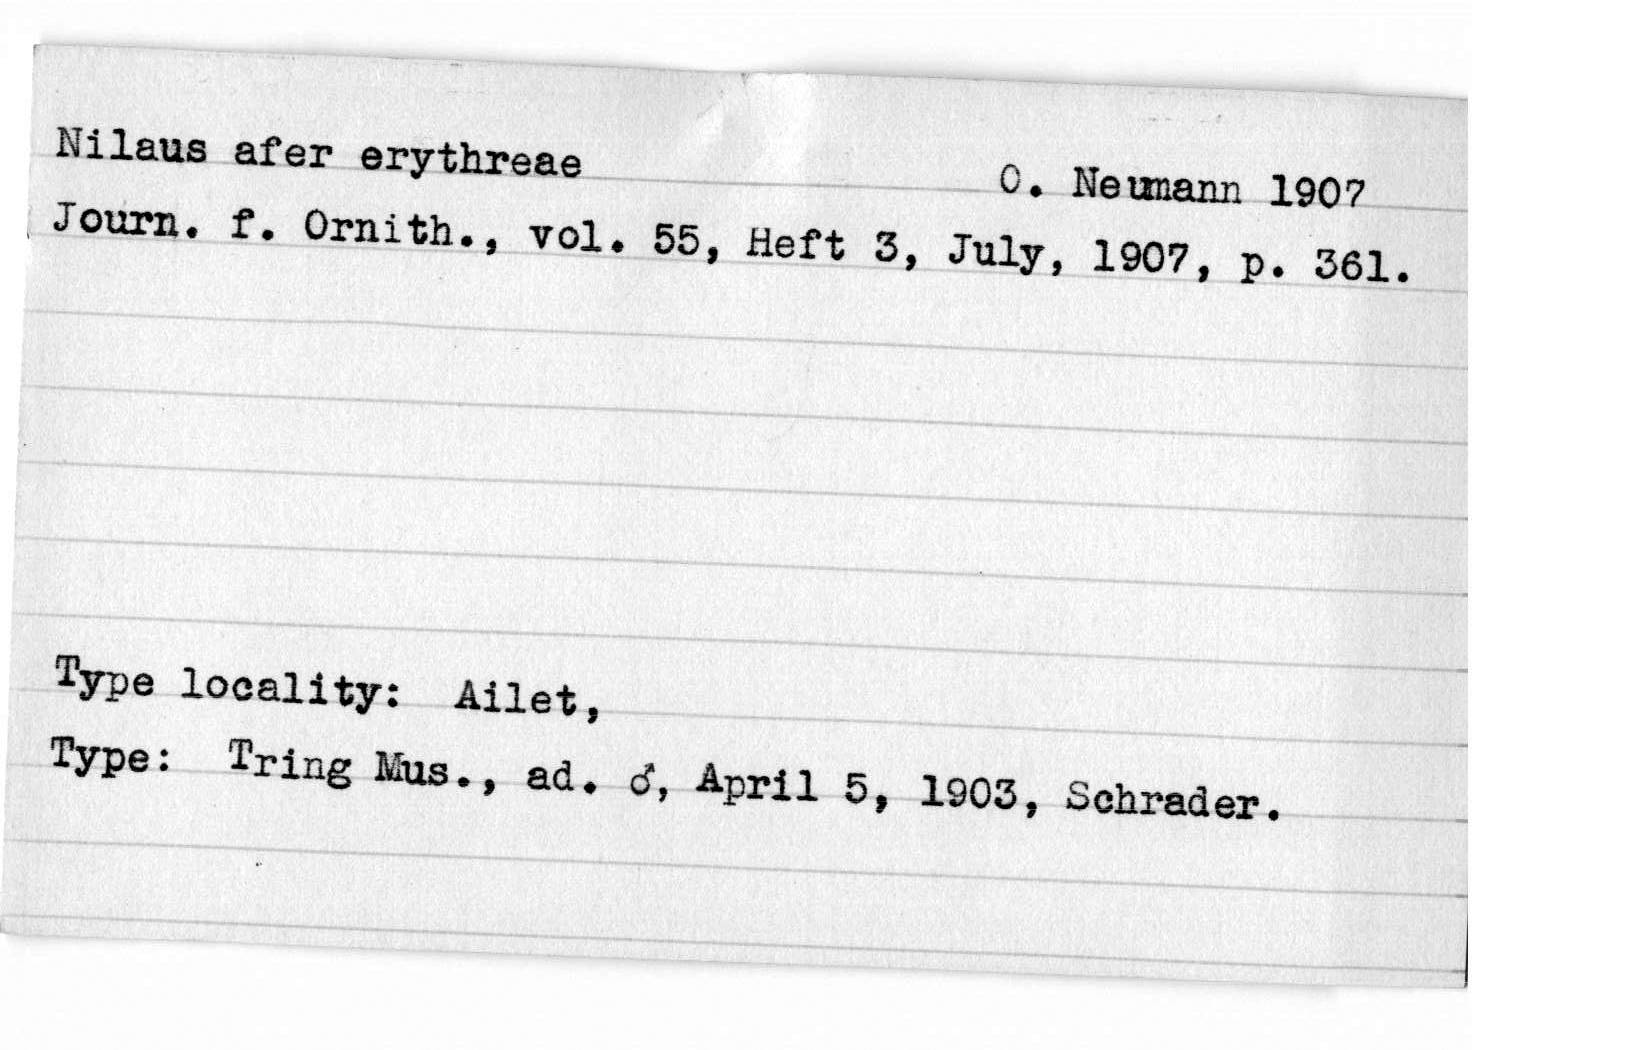 Nilaus afer erythreae O. Neumann 1907
Journ. f. Ornith., vol. 55, Heft 3, July, 1907, p. 361.
Type locality: Ailet,
Type: Tring Mus., ad. ♂, April 5, 1903, Schrader.